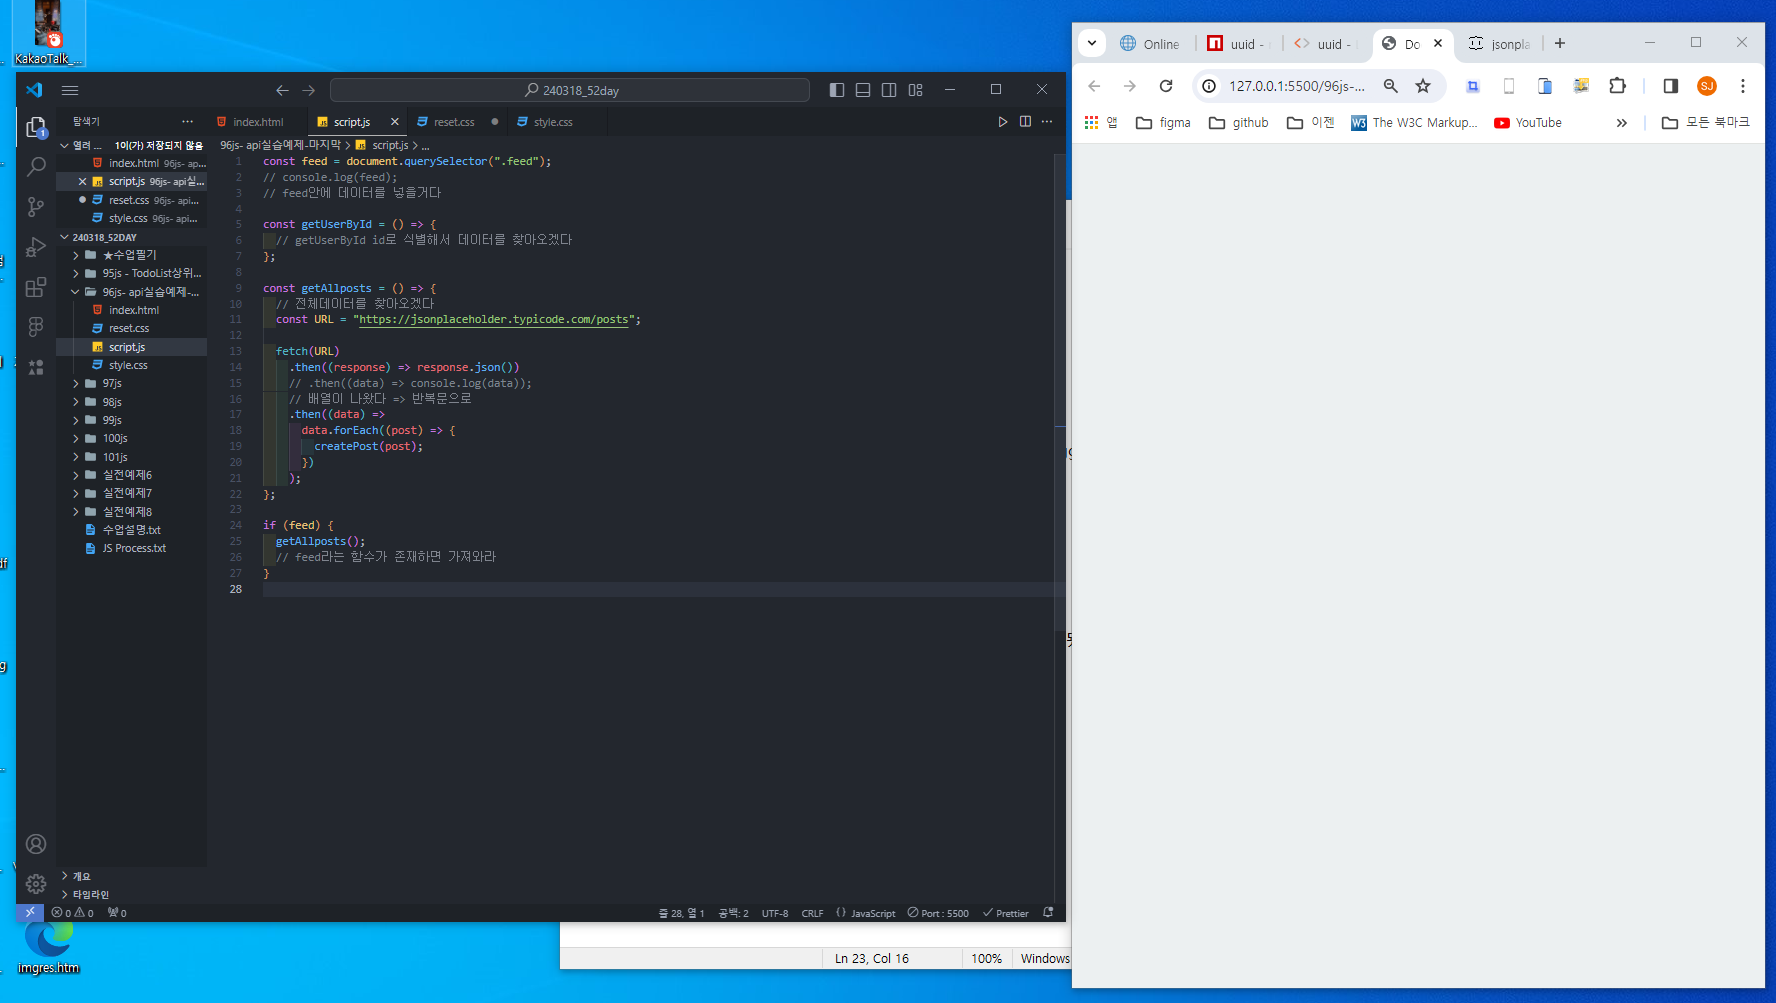 KakaoTalk_...
240318_52day
탐색기
index.html
script.js
reset.css
style.css
열려 ...
1이(가) 저장되지 않음
index.html 96js- ap...
script.js 96js- api실...
reset.css 96js- api...
style.css 96js- api...
240318_52DAY
★수업필기
95js - TodoList상위...
96js- api실습예제-...
index.html
reset.css
script.js
style.css
97js
98js
99js
100js
101js
실전예제6
실전예제7
실전예제8
수업설명.txt
JS Process.txt
개요
타임라인
96js- api실습예제-마지막 > script.js > ...
1 const feed = document.querySelector(".feed");
2 // console.log(feed);
3 // feed안에 데이터를 넣을거다
4
5 const getUserById = () => {
6 // getUserById id로 식별해서 데이터를 찾아오겠다
7 };
8
9 const getAllposts = () => {
10 // 전체데이터를 찾아오겠다
11 const URL = "https://jsonplaceholder.typicode.com/posts";
12
13 fetch(URL)
14 .then((response) => response.json())
15 // .then((data) => console.log(data));
16 // 배열이 나왔다 => 반복문으로
17 .then((data) =>
18 data.forEach((post) => {
19 createPost(post);
20 })
21 );
22 };
23
24 if (feed) {
25 getAllposts();
26 // feed라는 함수가 존재하면 가져와라
27 }
28
0 0 0
줄 28, 열 1
공백: 2
UTF-8
CRLF
{} JavaScript
Port : 5500
Prettier
imgres.htm
Ln 23, Col 16
100%
Windows
Online
uuid -
uuid -
Do
jsonpla
127.0.0.1:5500/96js-...
SJ
앱
figma
github
이젠
W3
The W3C Markup...
YouTube
»
모든 북마크